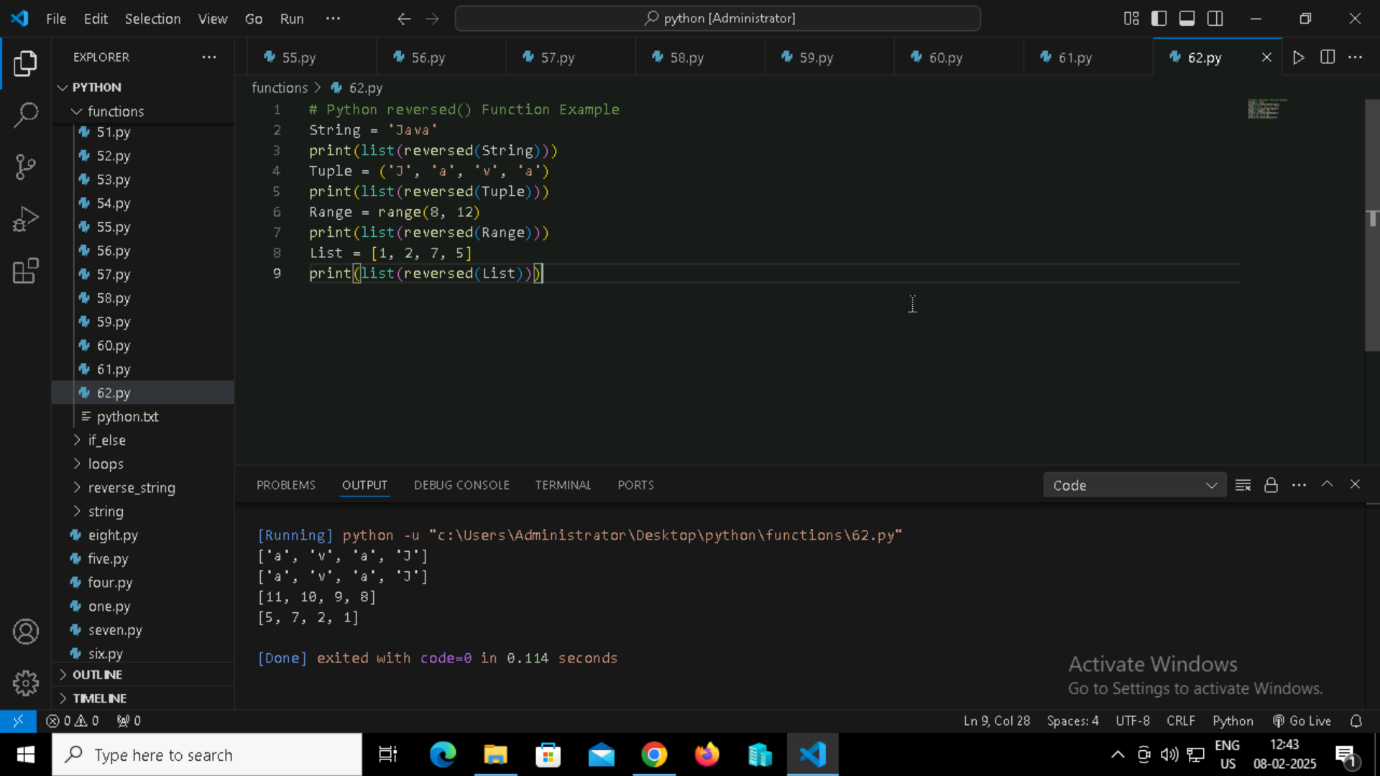 File Edit Selection View Go Run ··· python [Administrator]
EXPLORER ···
55.py 56.py 57.py 58.py 59.py 60.py 61.py 62.py
PYTHON
functions
51.py
52.py
53.py
54.py
55.py
56.py
57.py
58.py
59.py
60.py
61.py
62.py
python.txt
if_else
loops
reverse_string
string
eight.py
five.py
four.py
one.py
seven.py
six.py
OUTLINE
TIMELINE
functions > 62.py
1 # Python reversed() Function Example
2 String = 'Java'
3 print(list(reversed(String)))
4 Tuple = ('J', 'a', 'v', 'a')
5 print(list(reversed(Tuple)))
6 Range = range(8, 12)
7 print(list(reversed(Range)))
8 List = [1, 2, 7, 5]
9 print(list(reversed(List)))
PROBLEMS OUTPUT DEBUG CONSOLE TERMINAL PORTS Code
[Running] python -u "c:\Users\Administrator\Desktop\python\functions\62.py"
['a', 'v', 'a', 'J']
['a', 'v', 'a', 'J']
[11, 10, 9, 8]
[5, 7, 2, 1]
[Done] exited with code=0 in 0.114 seconds
Activate Windows
Go to Settings to activate Windows.
0 0 0 Ln 9, Col 28 Spaces: 4 UTF-8 CRLF Python Go Live
Type here to search
ENG
US
12:43
08-02-2025
1